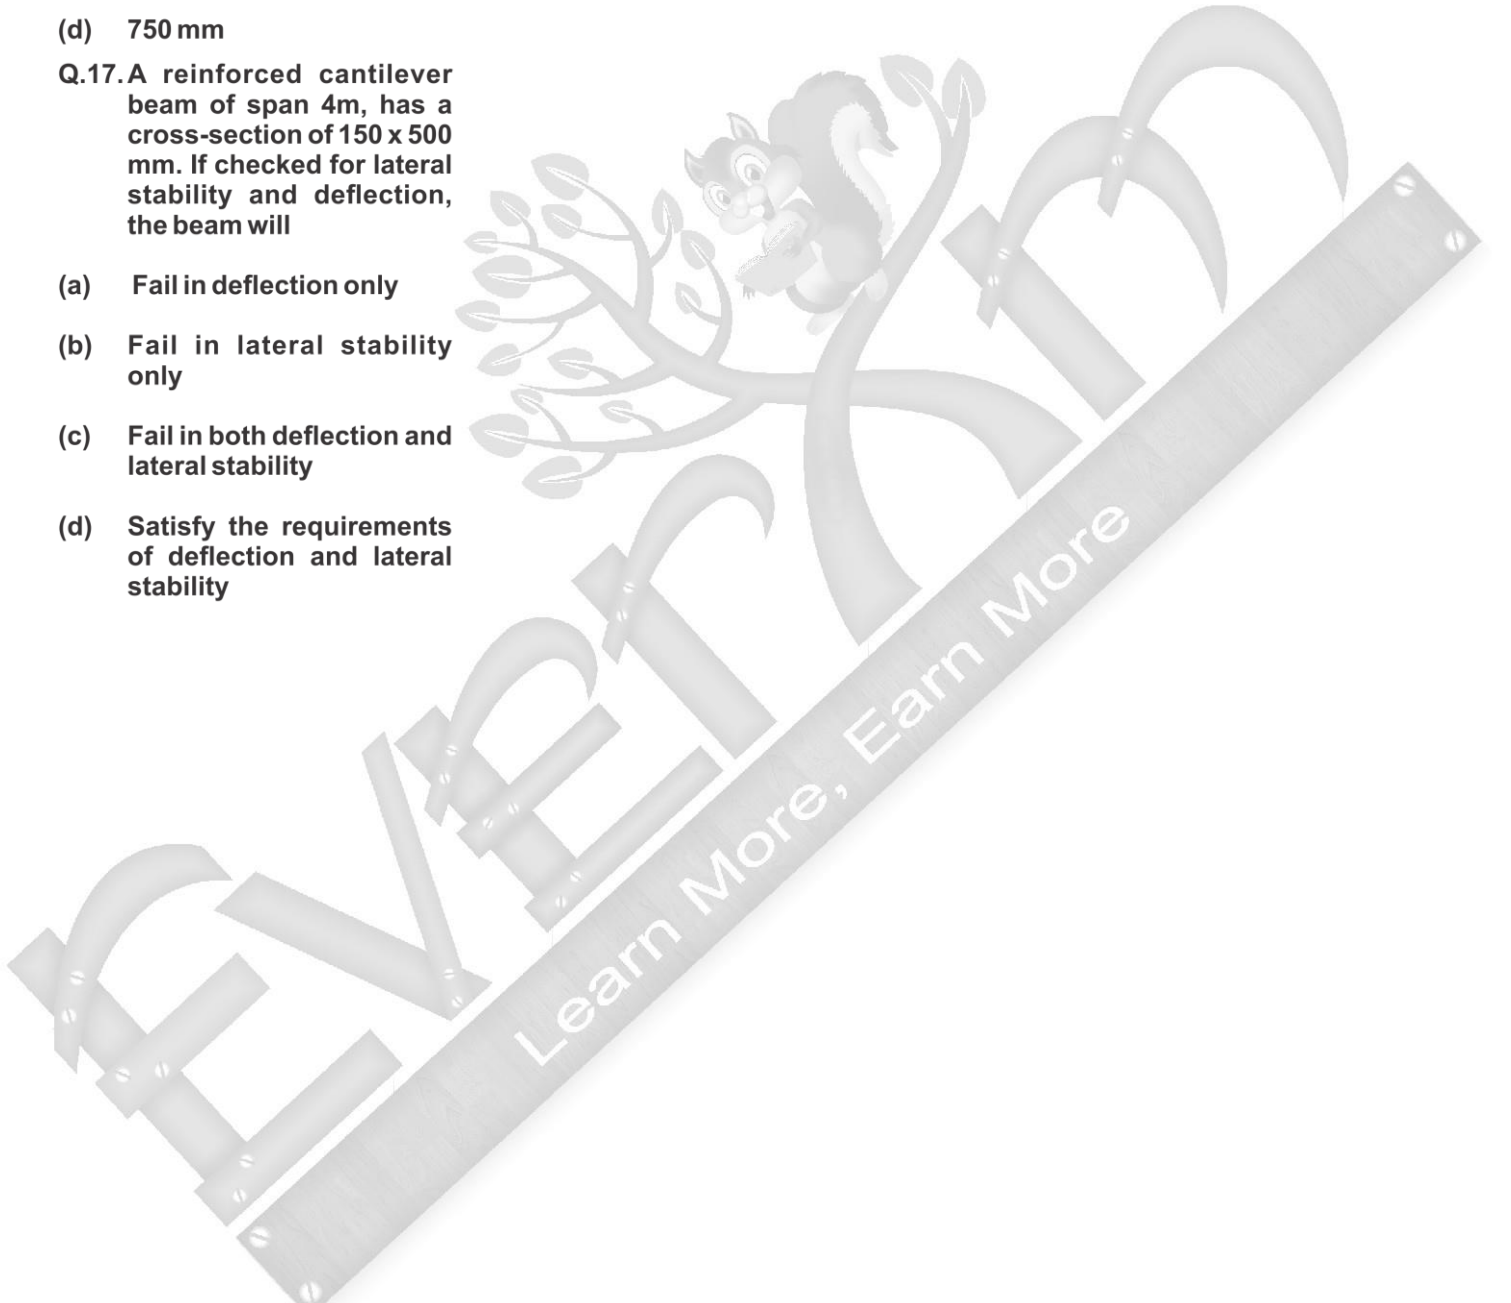 (d) 750 mm
Q.17. A reinforced cantilever
beam of span 4m, has a
cross-section of 150 x 500
mm. If checked for lateral
stability and deflection,
the beam will
(a) Fail in deflection only
(b) Fail in lateral stability
only
(c) Fail in both deflection and
lateral stability
(d) Satisfy the requirements
of deflection and lateral
stability
EVErExam
Learn More, Earn More